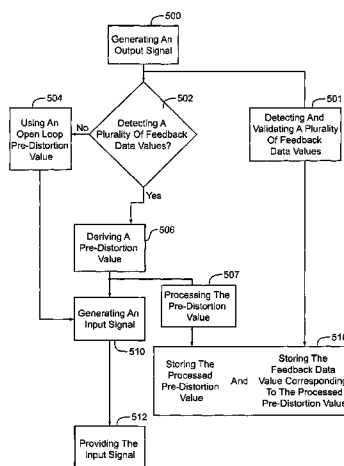 500
Generating An
Output Signal
504
Using An
Open Loop
Pre-Distortion
Value
No
502
Detecting A
Plurality Of Feedback
Data Values?
501
Detecting And
Validating A Plurality
Of Feedback
Data Values
Yes
506
Deriving A
Pre-Distortion
Value
507
Processing The
Pre-Distortion
Value
Generating An
Input Signal
510
516
Storing The
Processed
Pre-Distortion
Value
And
Storing The
Feedback Data
Value Corresponding
To The Processed
Pre-Distortion Value
512
Providing The
Input Signal